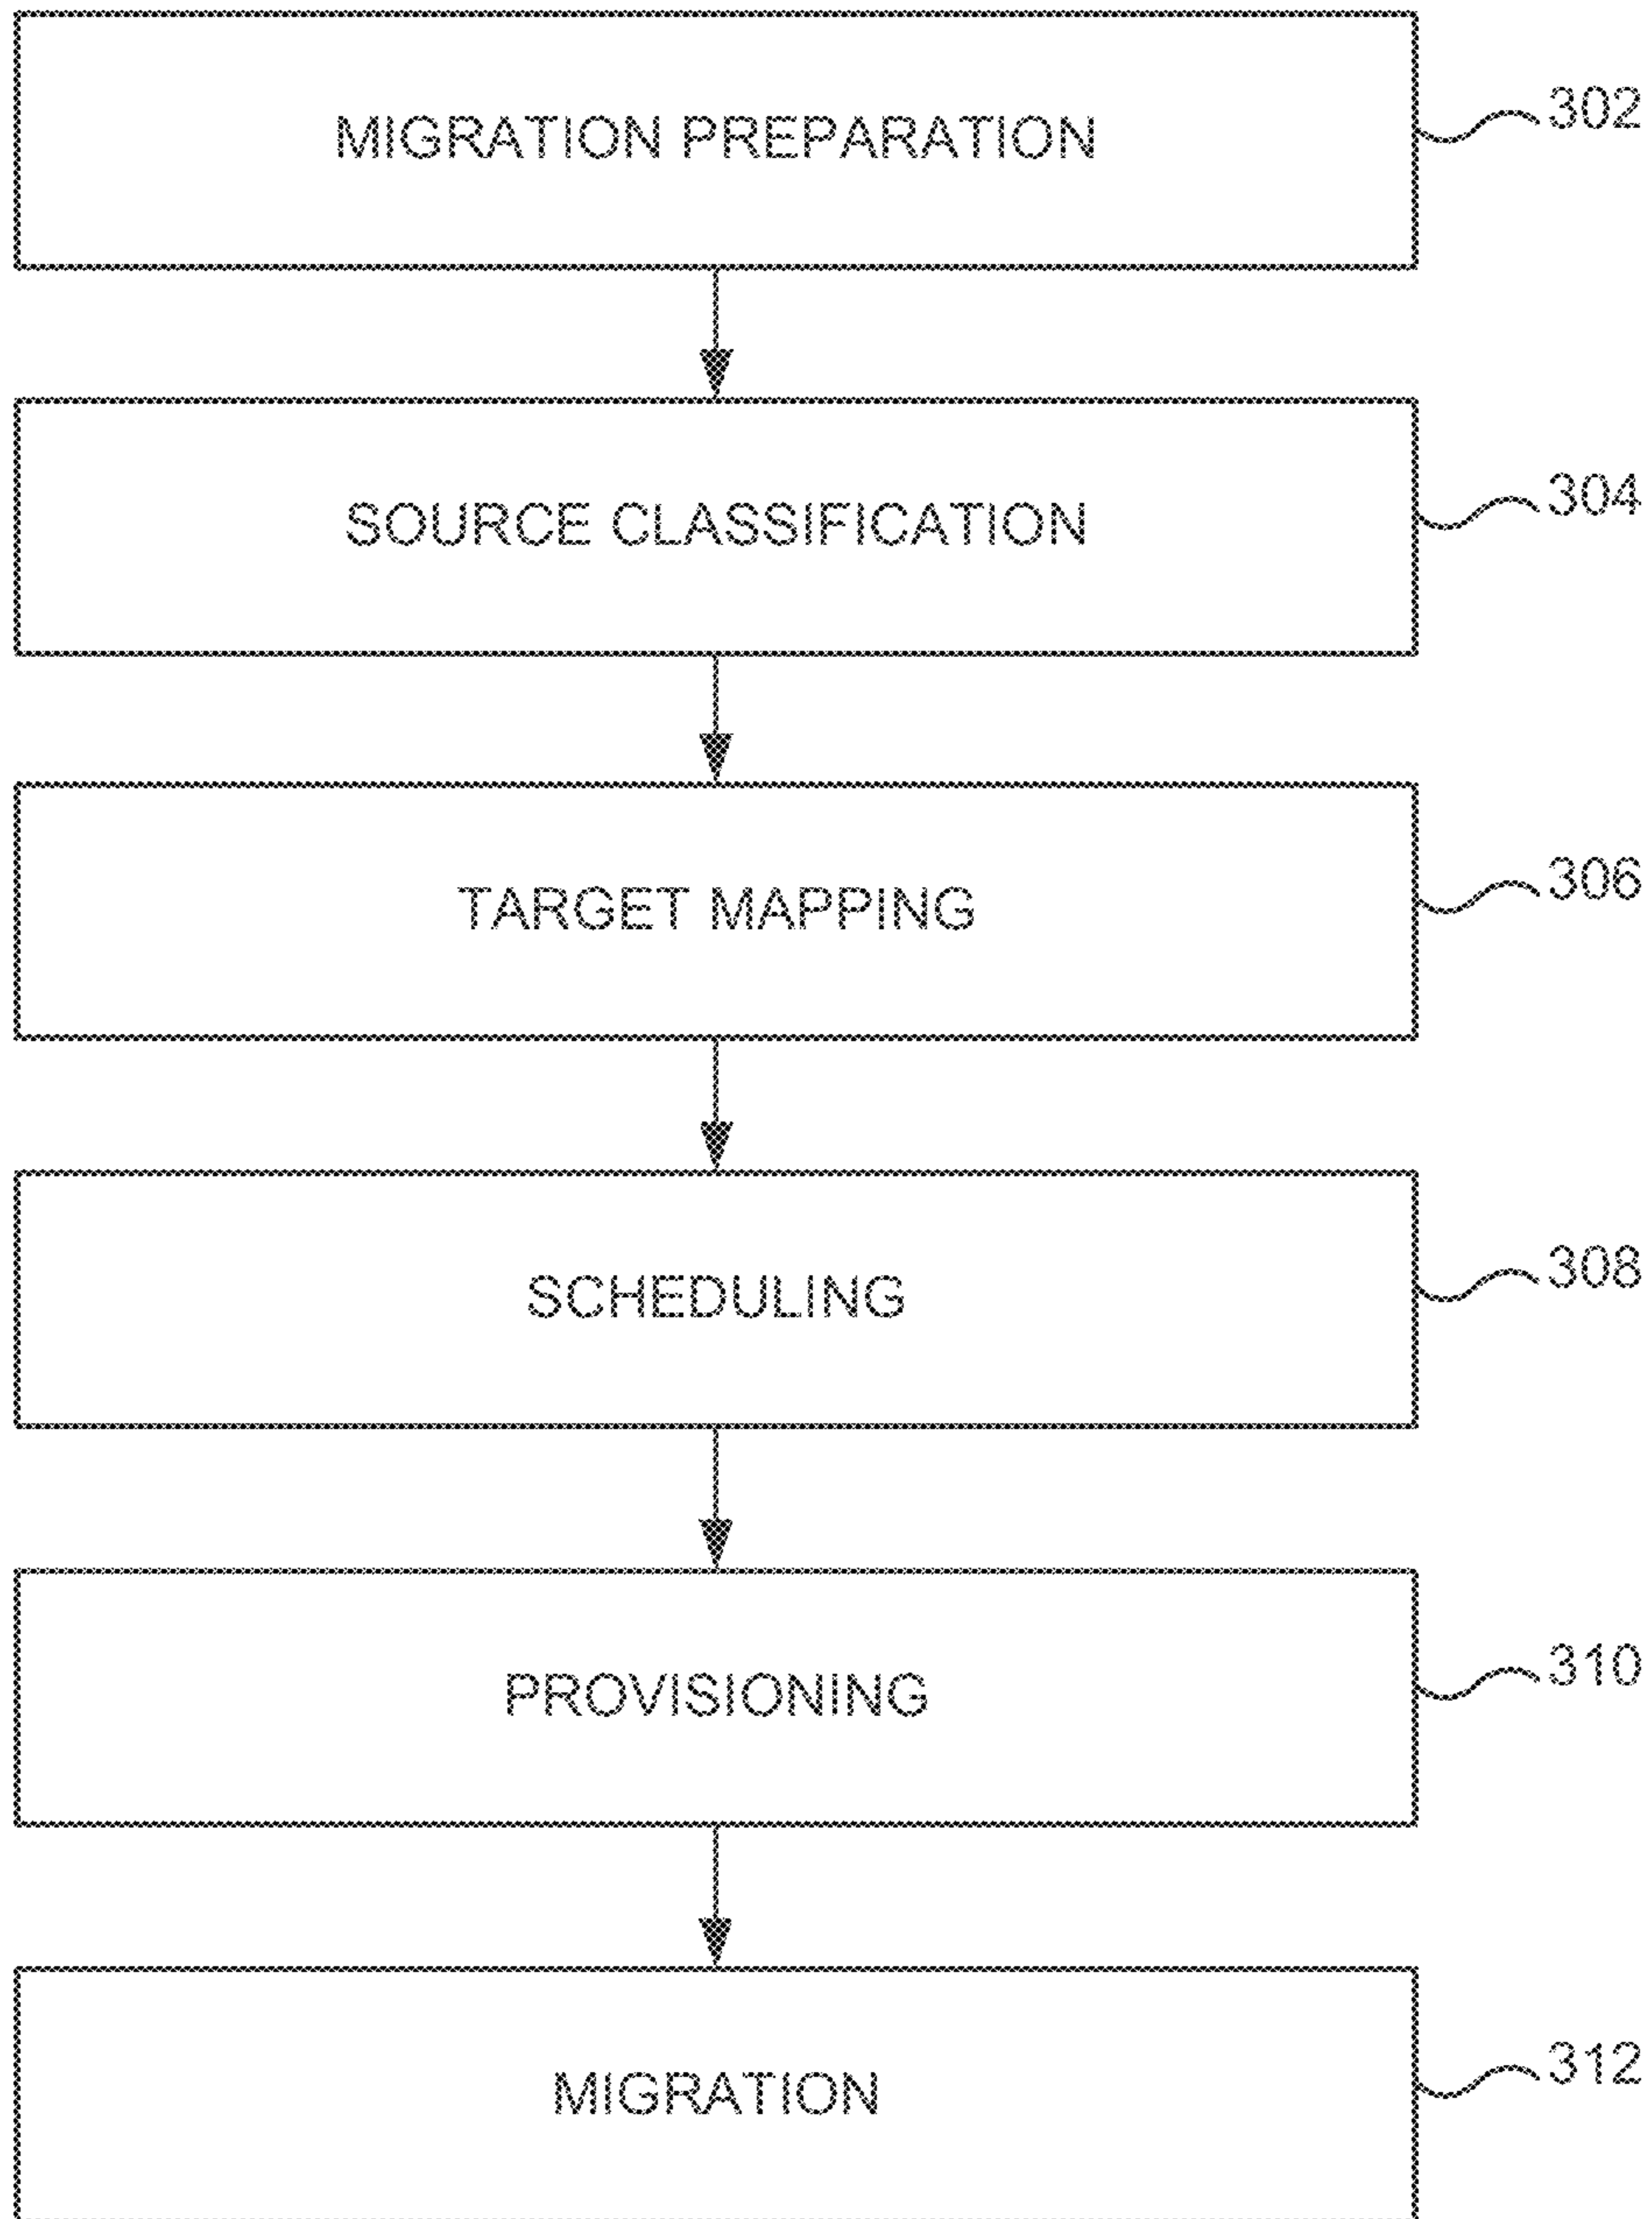 MIGRATION PREPARATION
302
SOURCE CLASSIFICATION
304
TARGET MAPPING
306
SCHEDULING
308
PROVISIONING
310
MIGRATION
312